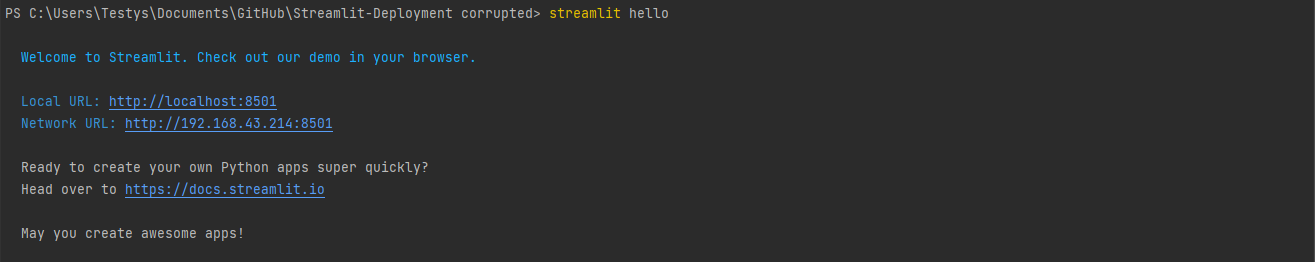 PS C:\Users\Testys\Documents\GitHub\Streamlit-Deployment corrupted> streamlit hello
Welcome to Streamlit. Check out our demo in your browser.
Local URL: http://localhost:8501
Network URL: http://192.168.43.214:8501
Ready to create your own Python apps super quickly?
Head over to https://docs.streamlit.io
May you create awesome apps!